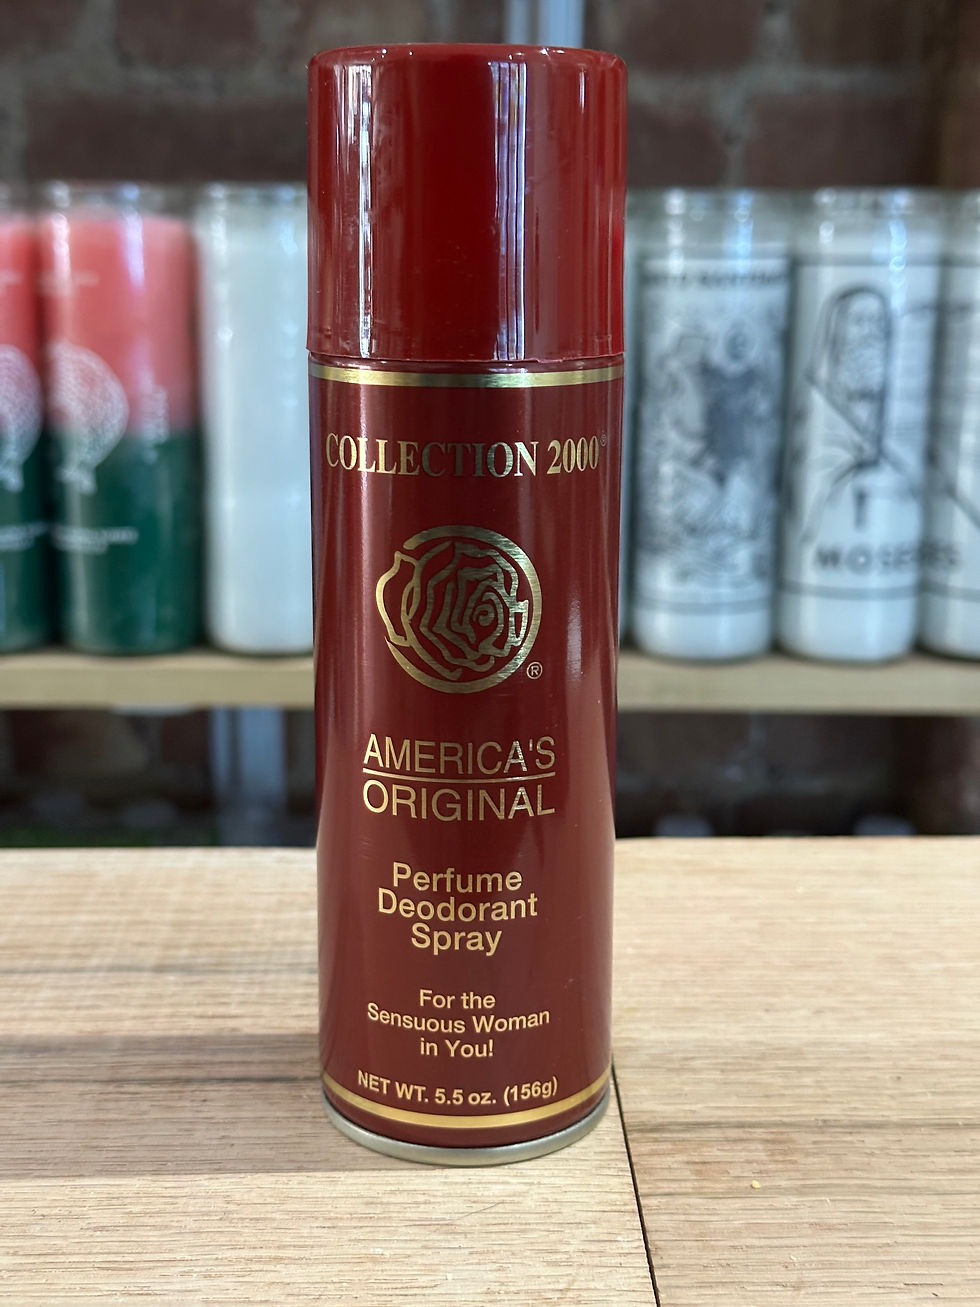 COLLECTION 2000®
®
AMERICA'S
ORIGINAL
Perfume
Deodorant
Spray
For the
Sensuous Woman
in You!
NET WT. 5.5 oz. (156g)